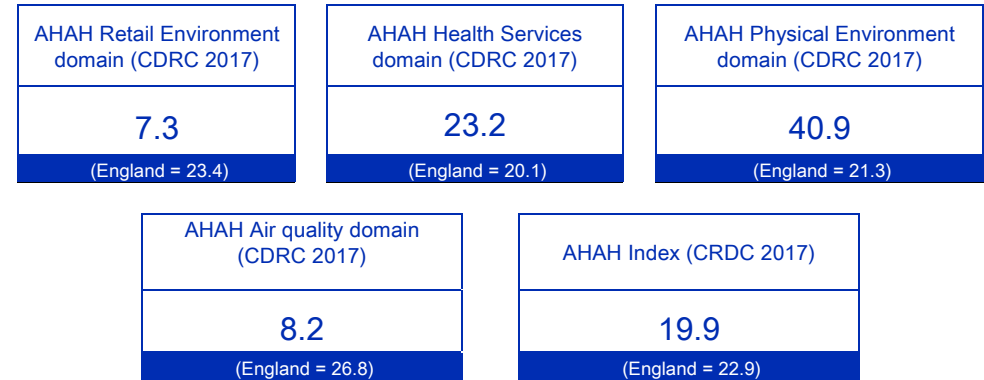 AHAH Retail Environment
domain (CDRC 2017)
7.3
(England = 23.4)
AHAH Health Services
domain (CDRC 2017)
23.2
(England = 20.1)
AHAH Physical Environment
domain (CDRC 2017)
40.9
(England = 21.3)
AHAH Air quality domain
(CDRC 2017)
8.2
(England = 26.8)
AHAH Index (CRDC 2017)
19.9
(England = 22.9)